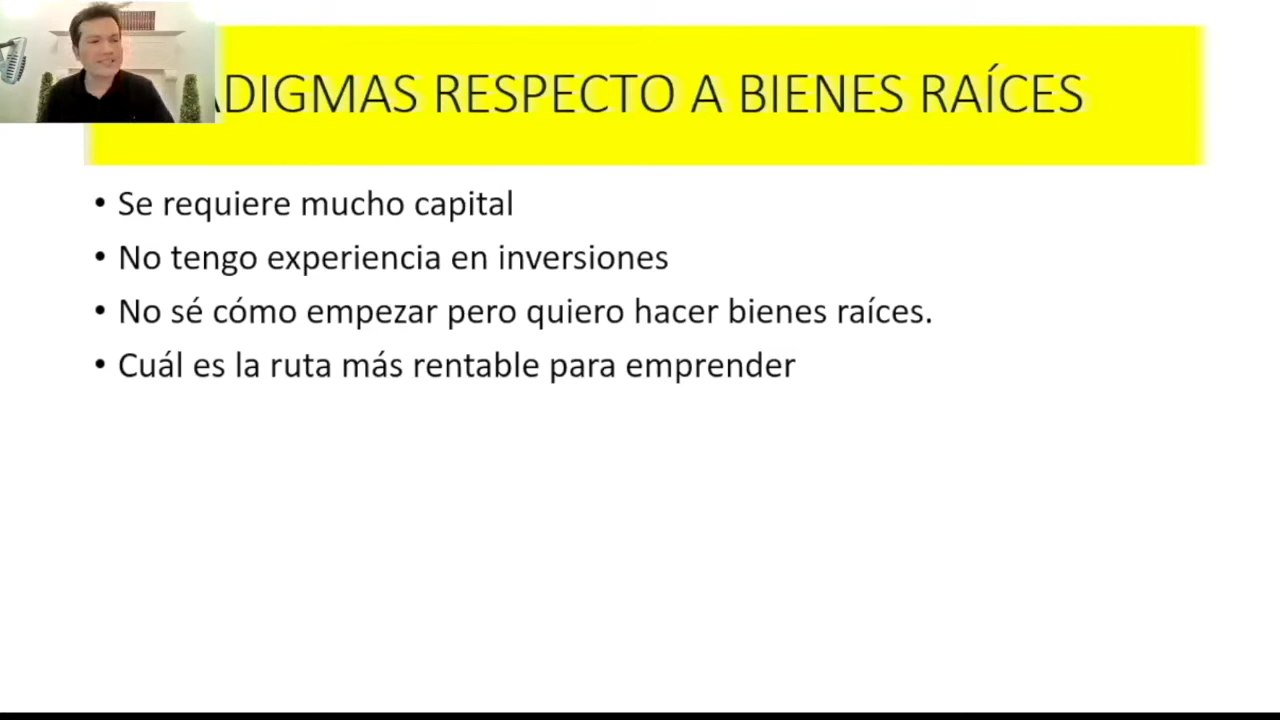 ADIGMAS RESPECTO A BIENES RAÍCES
• Se requiere mucho capital
• No tengo experiencia en inversiones
• No sé cómo empezar pero quiero hacer bienes raíces.
• Cuál es la ruta más rentable para emprender